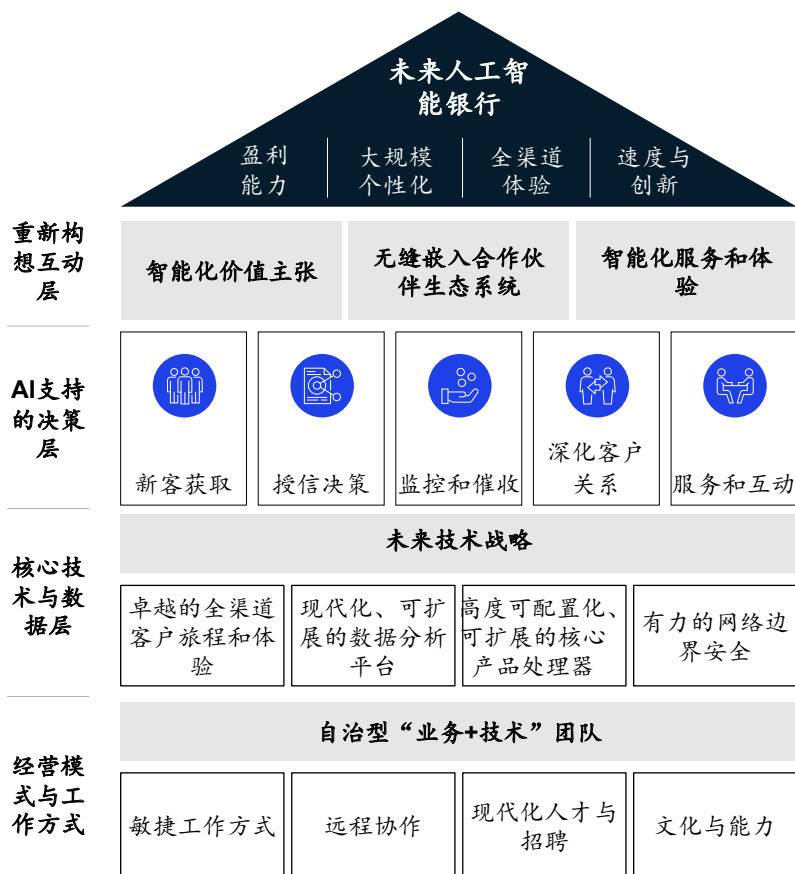 未来人工智
能银行
盈利
能力
大规模
个性化
全渠道
体验
速度与
创新
重新构
想互动
层
智能化价值主张
无缝嵌入合作伙
伴生态系统
智能化服务和体
验
AI支持
的决策
层
新客获取
授信决策
监控和催收
深化客户
关系
服务和互动
核心技
术与数
据层
未来技术战略
卓越的全渠道
客户旅程和体
验
现代化、可扩
展的数据分析
平台
高度可配置化、
可扩展的核心
产品处理器
有力的网络边
界安全
经营模
式与工
作方式
自治型“业务+技术”团队
敏捷工作方式
远程协作
现代化人才与
招聘
文化与能力